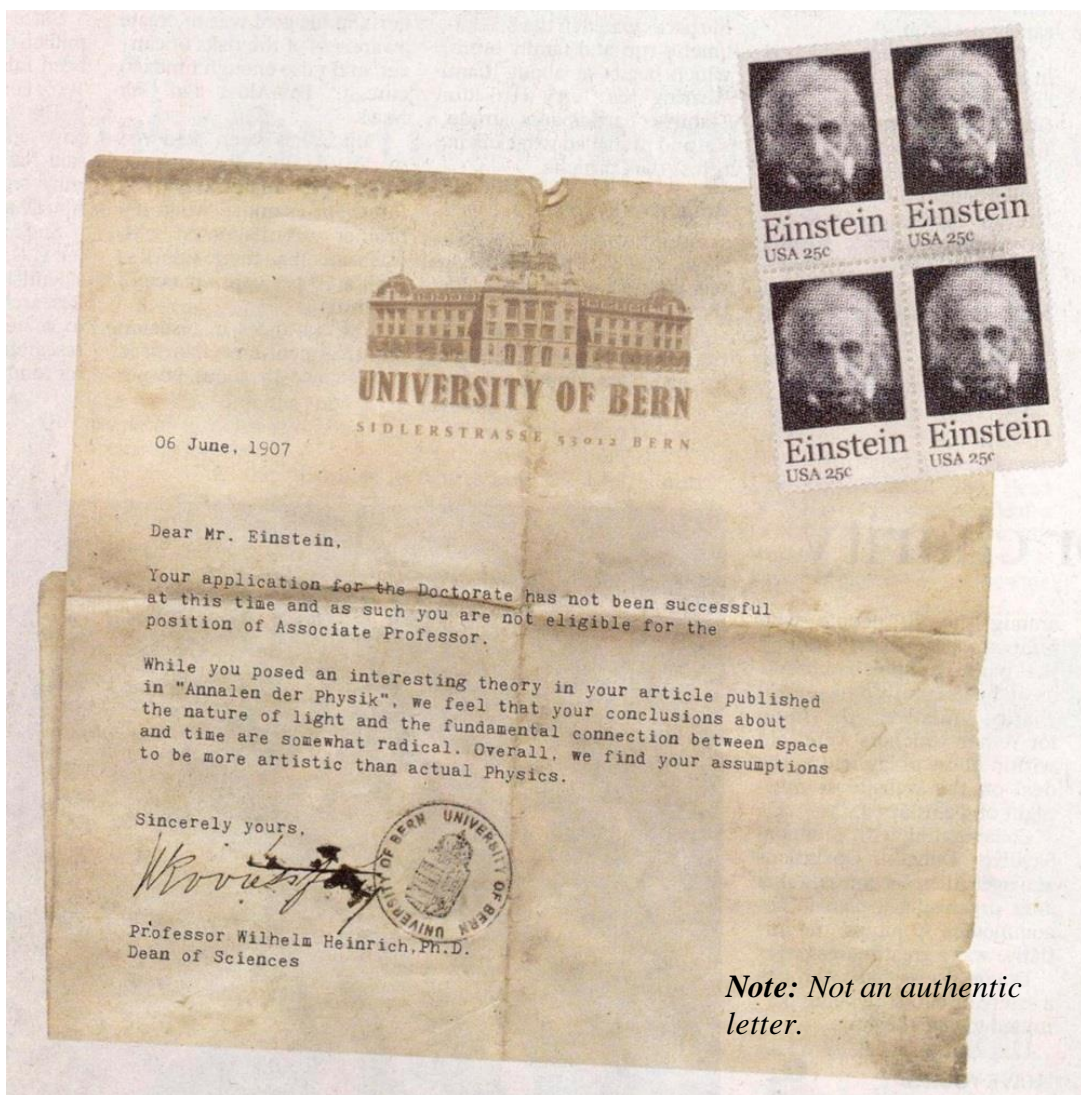 Einstein
USA 25c
Einstein
USA 25c
Einstein
USA 25c
Einstein
USA 25c
UNIVERSITY OF BERN
SIDLERSTRASSE 53012 BERN
06 June, 1907
Dear Mr. Einstein,
Your application for the Doctorate has not been successful
at this time and as such you are not eligible for the
position of Associate Professor.
While you posed an interesting theory in your article published
in "Annalen der Physik", we feel that your conclusions about
the nature of light and the fundamental connection between space
and time are somewhat radical. Overall, we find your assumptions
to be more artistic than actual Physics.
Sincerely yours,
UNIVERSITY OF BERN UNIVERSITY OF BERN
Professor Wilhelm Heinrich,Ph.D.
Dean of Sciences
Note: Not an authentic
letter.